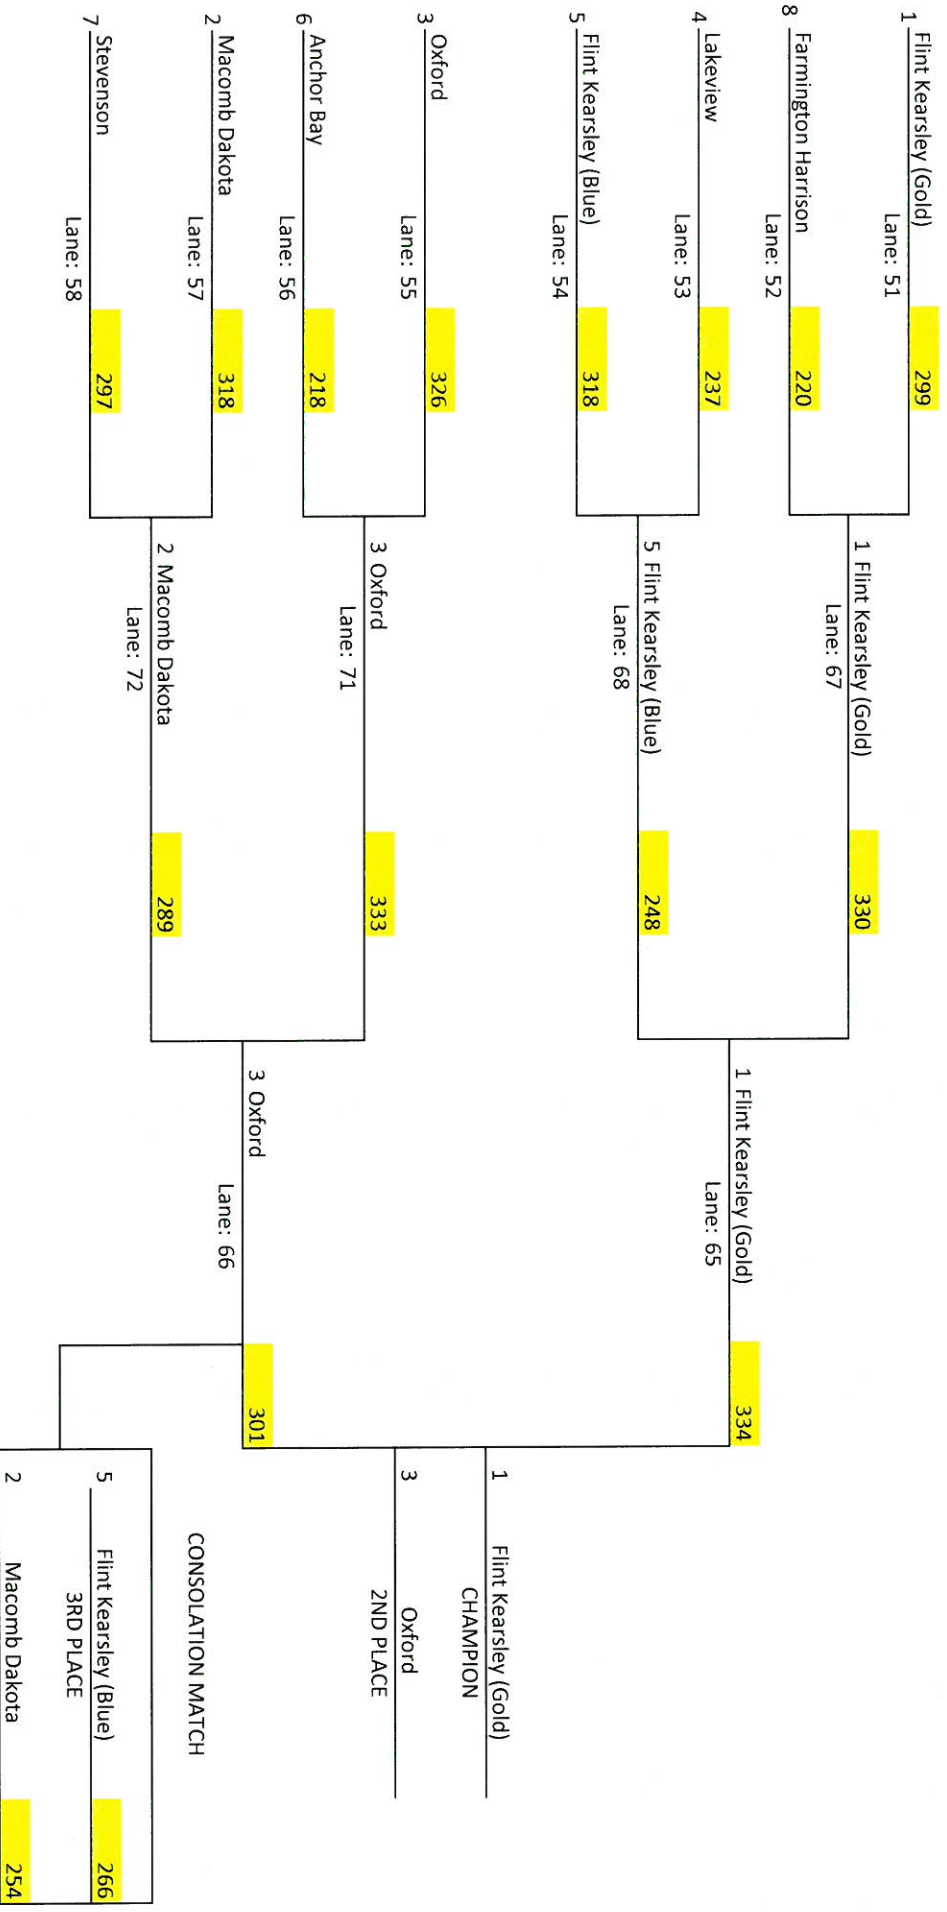 1 Flint Kearsley (Gold)
Lane: 51
299
8 Farmington Harrison
Lane: 52
220
4 Lakeview
Lane: 53
237
5 Flint Kearsley (Blue)
Lane: 54
318
3 Oxford
Lane: 55
326
6 Anchor Bay
Lane: 56
218
2 Macomb Dakota
Lane: 57
318
7 Stevenson
Lane: 58
297
1 Flint Kearsley (Gold)
Lane: 67
330
5 Flint Kearsley (Blue)
Lane: 68
248
3 Oxford
Lane: 71
333
2 Macomb Dakota
Lane: 72
289
1 Flint Kearsley (Gold)
Lane: 65
334
3 Oxford
Lane: 66
301
1 Flint Kearsley (Gold)
CHAMPION
3 Oxford
2ND PLACE
CONSOLATION MATCH
5 Flint Kearsley (Blue) 266
3RD PLACE
2 Macomb Dakota 254